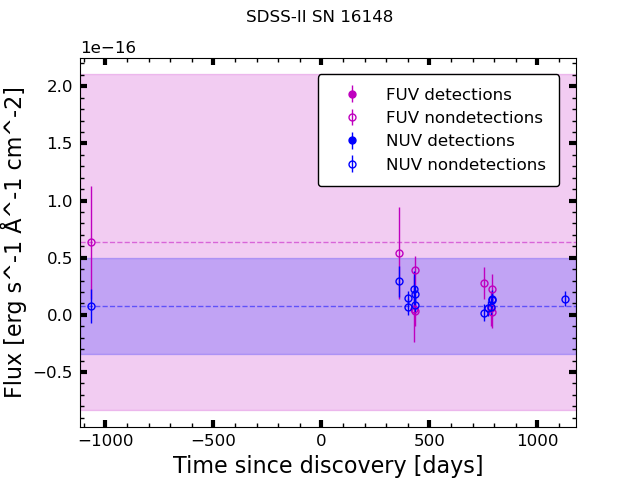 SDSS-II SN 16148
1e−16
2.0
1.5
1.0
0.5
0.0
−0.5
−1000
−500
0
500
1000
FUV detections
FUV nondetections
NUV detections
NUV nondetections
Flux [erg s^-1 Å^-1 cm^-2]
Time since discovery [days]